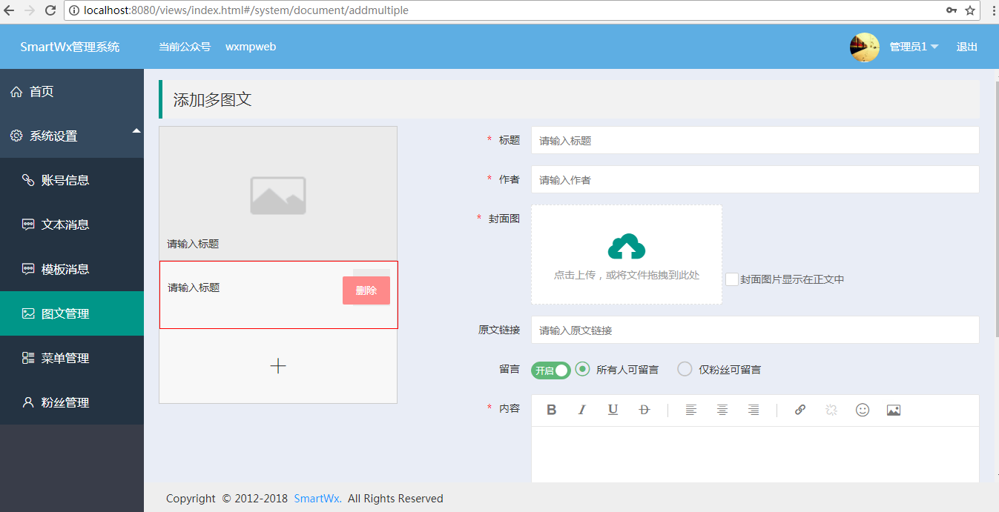 localhost:8080/views/index.html#/system/document/addmultiple
SmartWx管理系统
当前公众号 wxmpweb
管理员1
退出
首页
系统设置
账号信息
文本消息
模板消息
图文管理
菜单管理
粉丝管理
添加多图文
请输入标题
请输入标题
删除
* 标题 请输入标题
* 作者 请输入作者
* 封面图
点击上传，或将文件拖拽到此处
封面图片显示在正文中
原文链接 请输入原文链接
留言 开启 所有人可留言 仅粉丝可留言
* 内容 B I U D
Copyright © 2012-2018 SmartWx. All Rights Reserved